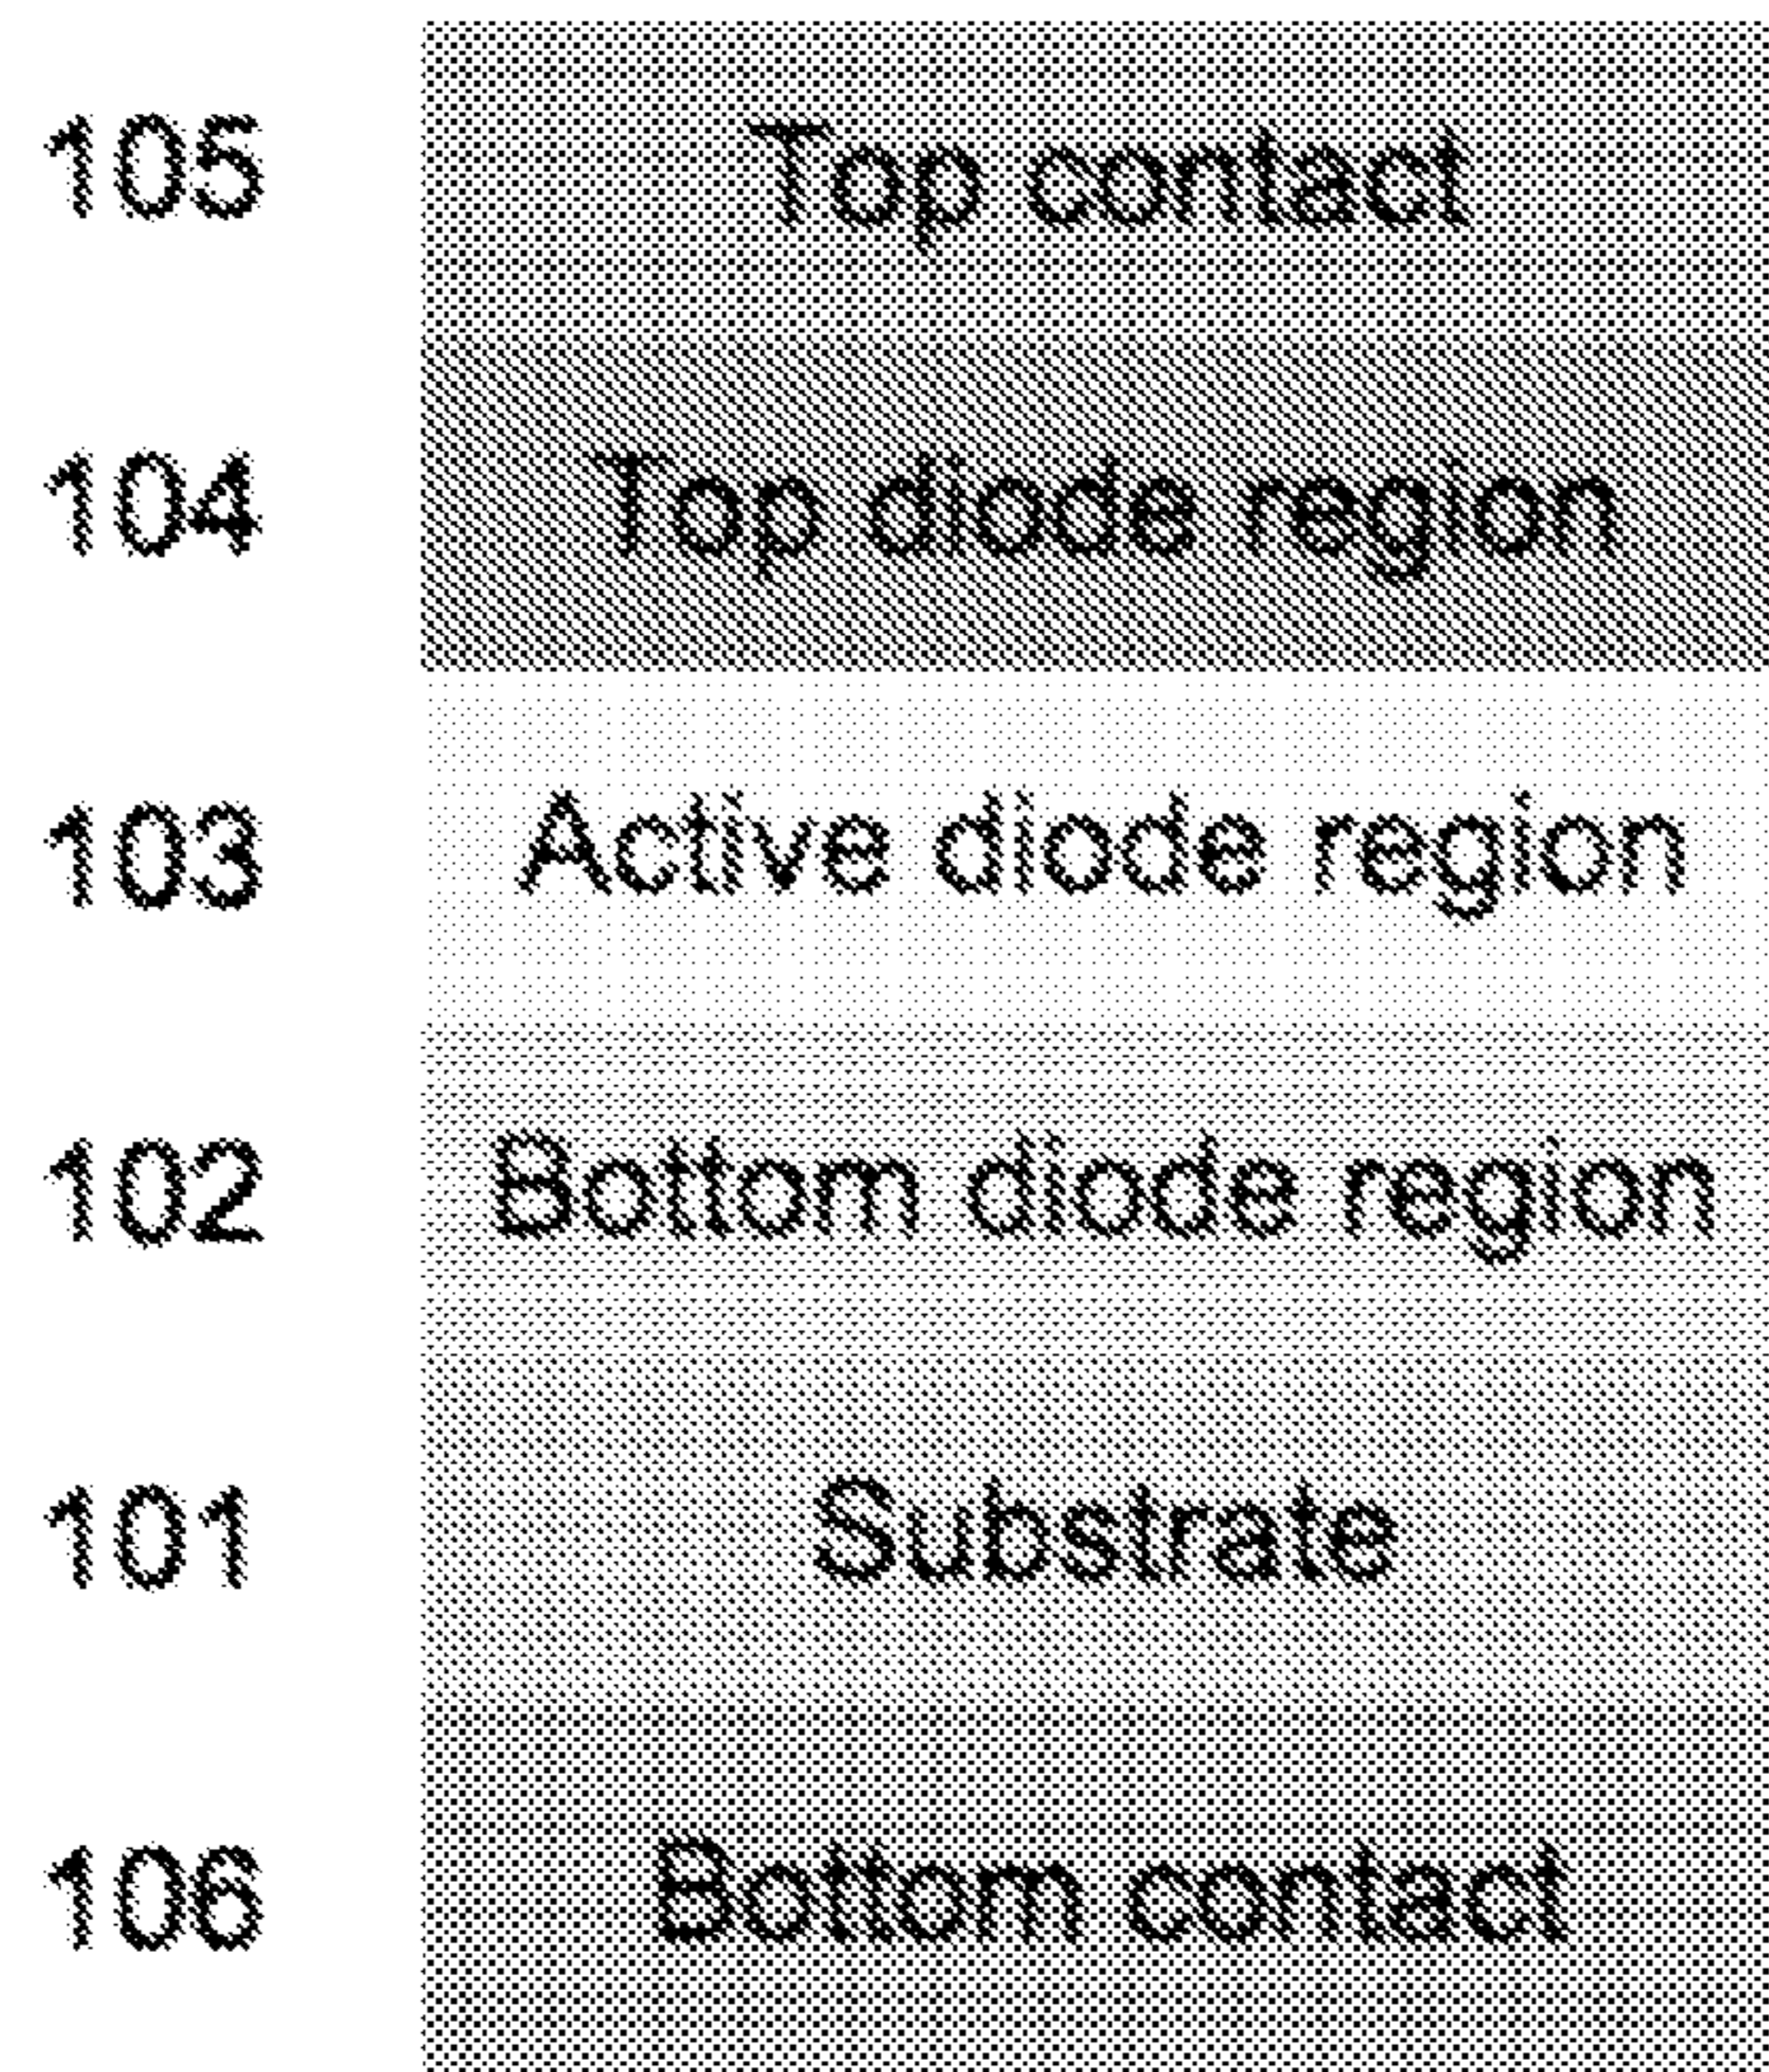 105 Top contact
104 Top diode region
103 Active diode region
102 Bottom diode region
101 Substrate
106 Bottom contact